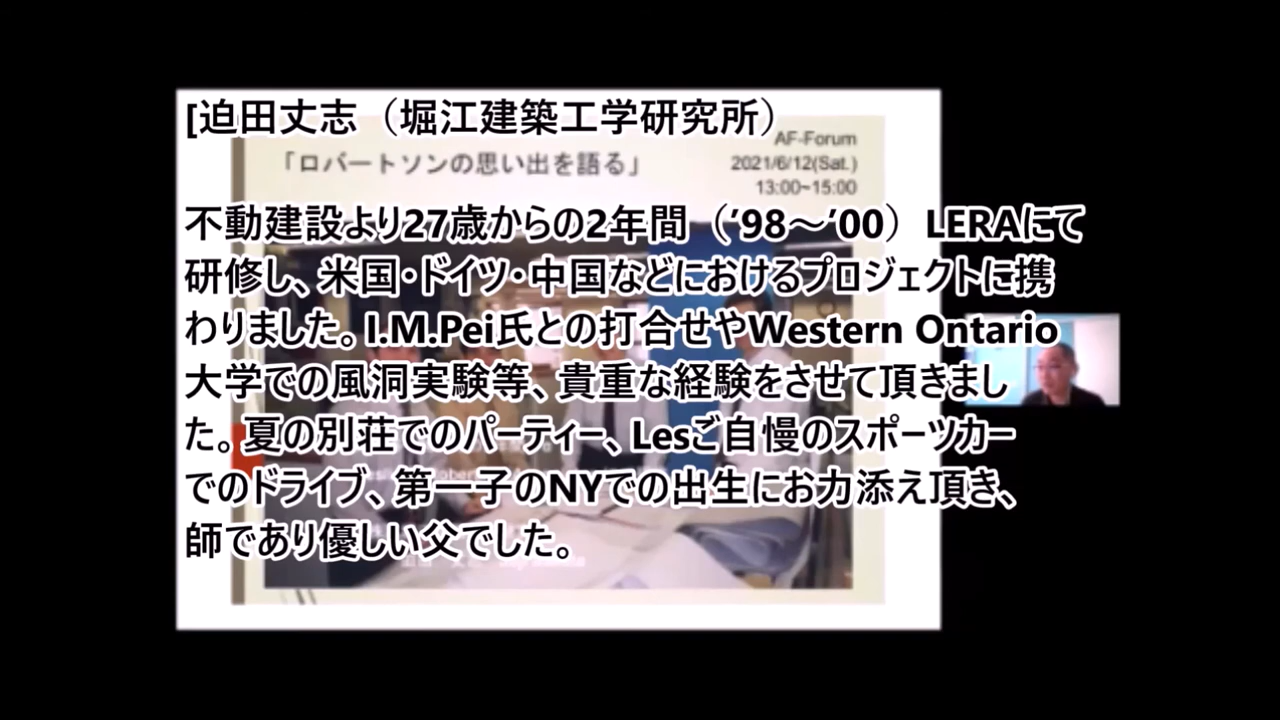 [迫田丈志（堀江建築工学研究所）
AF-Forum
「ロバートソンの思い出を語る」
2021/6/12(Sat.)
13:00~15:00
不動建設より27歳からの2年間（’98～’00）LERAにて
研修し、米国・ドイツ・中国などにおけるプロジェクトに携
わりました。I.M.Pei氏との打合せやWestern Ontario
大学での風洞実験等、貴重な経験をさせて頂きまし
た。夏の別荘でのパーティー、Lesご自慢のスポーツカー
でのドライブ、第一子のNYでの出生にお力添え頂き、
師であり優しい父でした。